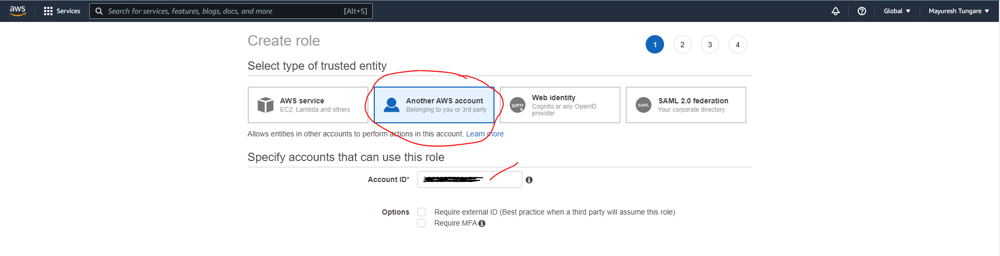 aws Services Search for services, features, blogs, docs, and more [Alt+S] Global Mayuresh Tungare
Create role 1 2 3 4
Select type of trusted entity
AWS service
EC2, Lambda and others
Another AWS account
Belonging to you or 3rd party
WWW
Web identity
Cognito or any OpenID
provider
SAML
SAML 2.0 federation
Your corporate directory
Allows entities in other accounts to perform actions in this account. Learn more
Specify accounts that can use this role
Account ID*
Options Require external ID (Best practice when a third party will assume this role)
Require MFA